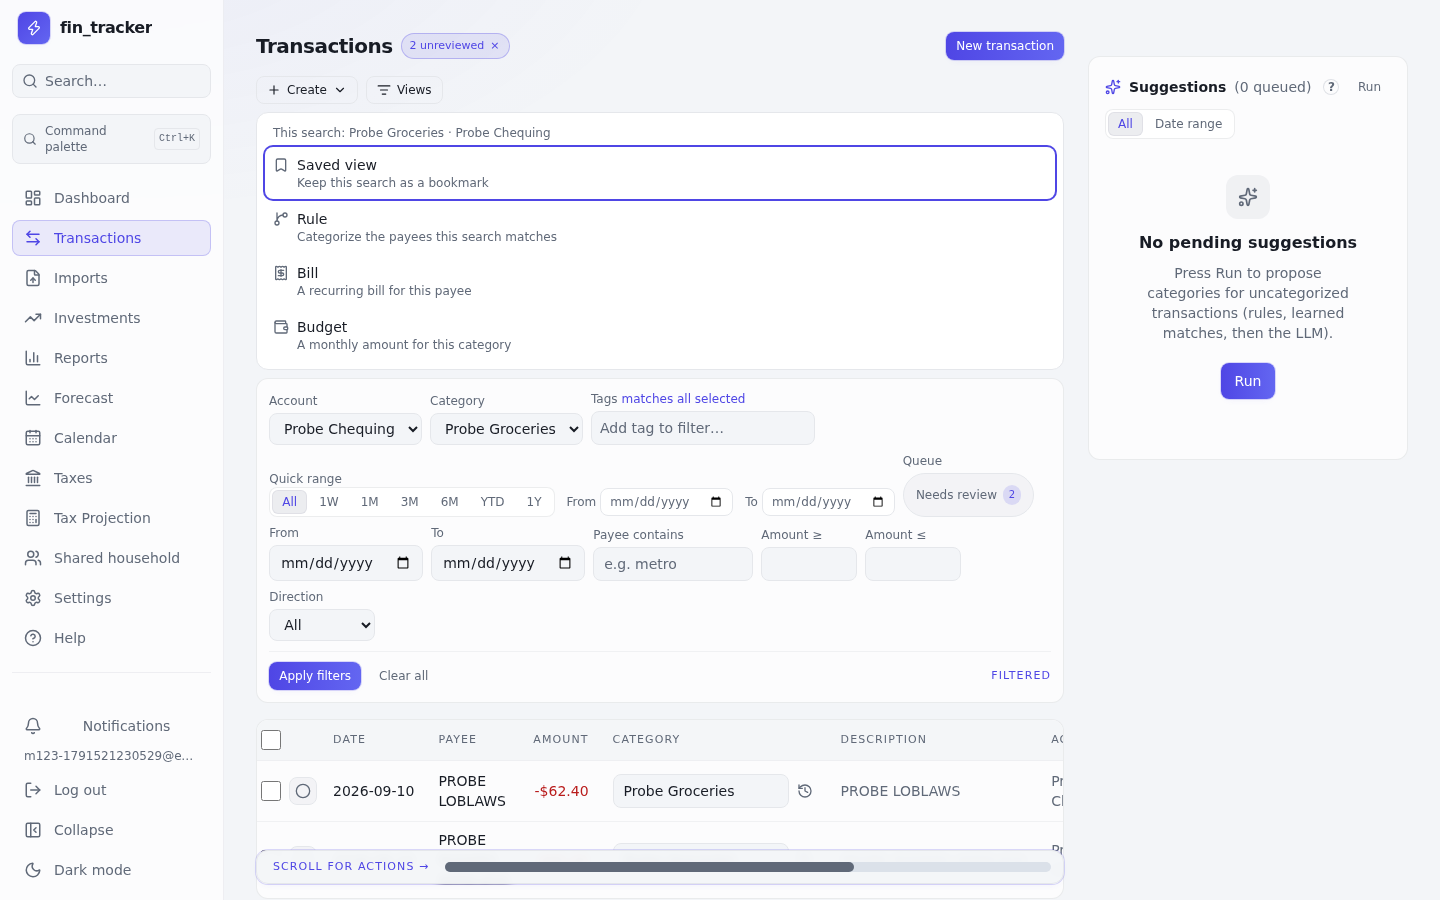 fin_tracker
Search...
Command palette
Ctrl+K
Dashboard
Transactions
Imports
Investments
Reports
Forecast
Calendar
Taxes
Tax Projection
Shared household
Settings
Help
Notifications
m123-1791521230529@e...
Log out
Collapse
Dark mode
Transactions
2 unreviewed ×
New transaction
+ Create
Views
This search: Probe Groceries · Probe Chequing
Saved view
Keep this search as a bookmark
Rule
Categorize the payees this search matches
Bill
A recurring bill for this payee
Budget
A monthly amount for this category
Account
Category
Tags matches all selected
Probe Chequing
Probe Groceries
Add tag to filter...
Quick range
Queue
All 1W 1M 3M 6M YTD 1Y
From mm/dd/yyyy
To mm/dd/yyyy
Needs review 2
From
To
Payee contains
Amount ≥
Amount ≤
mm/dd/yyyy
mm/dd/yyyy
e.g. metro
Direction
All
Apply filters
Clear all
FILTERED
DATE PAYEE AMOUNT CATEGORY DESCRIPTION
2026-09-10 PROBE LOBLAWS -$62.40 Probe Groceries PROBE LOBLAWS
PROBE
SCROLL FOR ACTIONS →
Suggestions (0 queued) ? Run
All Date range
No pending suggestions
Press Run to propose
categories for uncategorized
transactions (rules, learned
matches, then the LLM).
Run